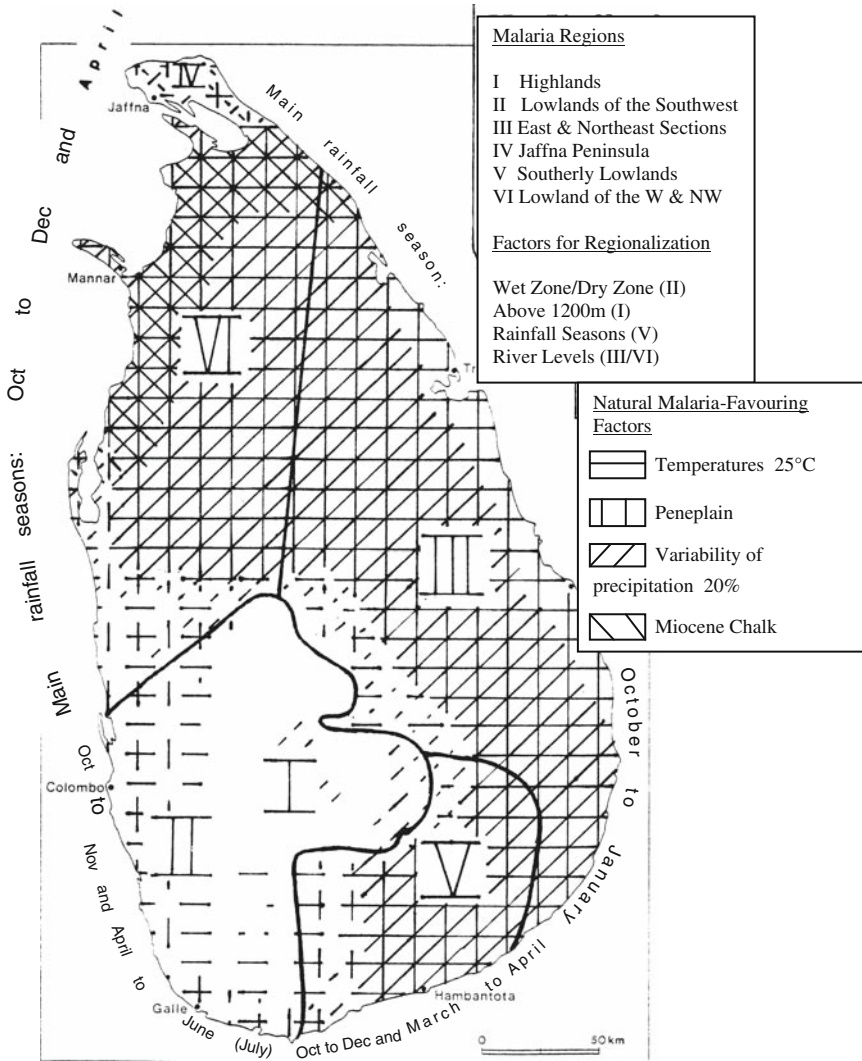 Malaria Regions
I Highlands
II Lowlands of the Southwest
III East & Northeast Sections
IV Jaffna Peninsula
V Southerly Lowlands
VI Lowland of the W & NW
Factors for Regionalization
Wet Zone/Dry Zone (II)
Above 1200m (I)
Rainfall Seasons (V)
River Levels (III/VI)
Natural Malaria-Favouring
Factors
Temperatures 25°C
Peneplain
Variability of
precipitation 20%
Miocene Chalk
Main rainfall seasons: Oct to Dec and April
Main rainfall season:
October to January
Oct to Nov and April to June (July)
Oct to Dec and March to April
IV
Jaffna
Mannar
VI
Tr
III
I
Colombo
II
V
Galle
Hambantota
0 50 km